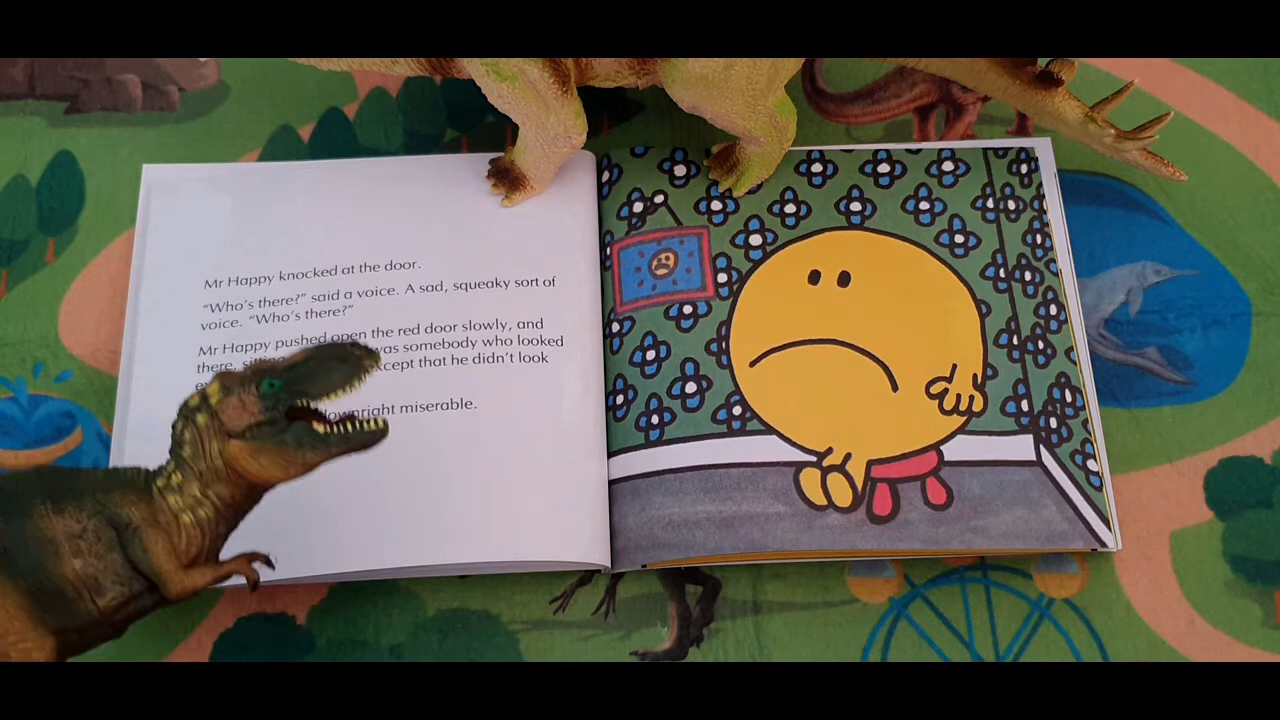 Mr Happy knocked at the door.
“Who’s there?” said a voice. A sad, squeaky sort of
voice. “Who’s there?”
Mr Happy pushed open the red door slowly, and
there, was somebody who looked
except that he didn’t look
downright miserable.